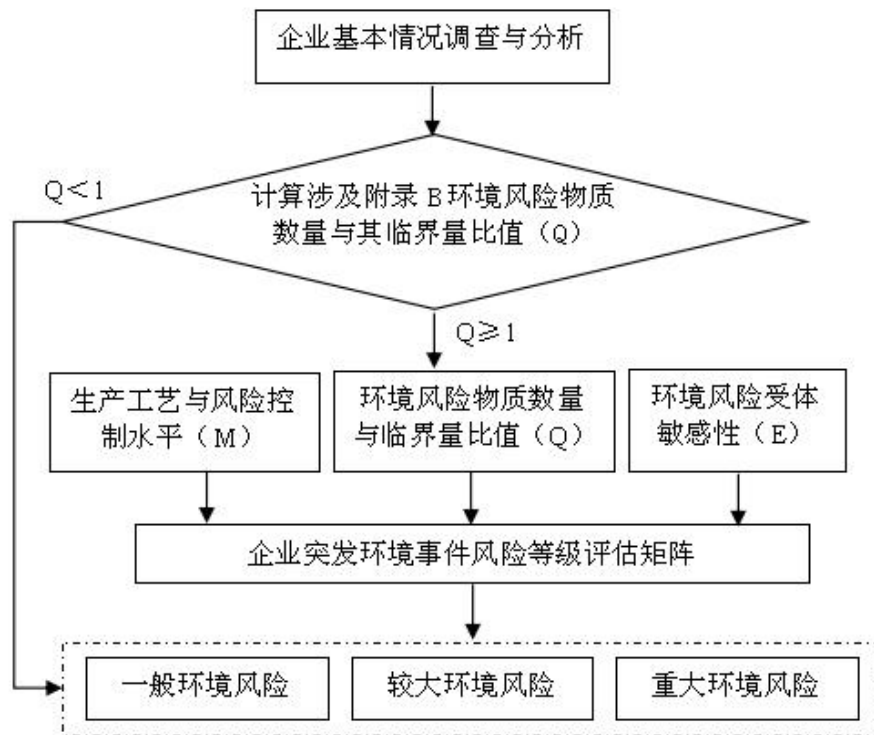 企业基本情况调查与分析
Q＜1
计算涉及附录 B 环境风险物质
数量与其临界量比值（Q）
Q≥1
生产工艺与风险控
制水平（M）
环境风险物质数量
与临界量比值（Q）
环境风险受体
敏感性（E）
企业突发环境事件风险等级评估矩阵
一般环境风险
较大环境风险
重大环境风险